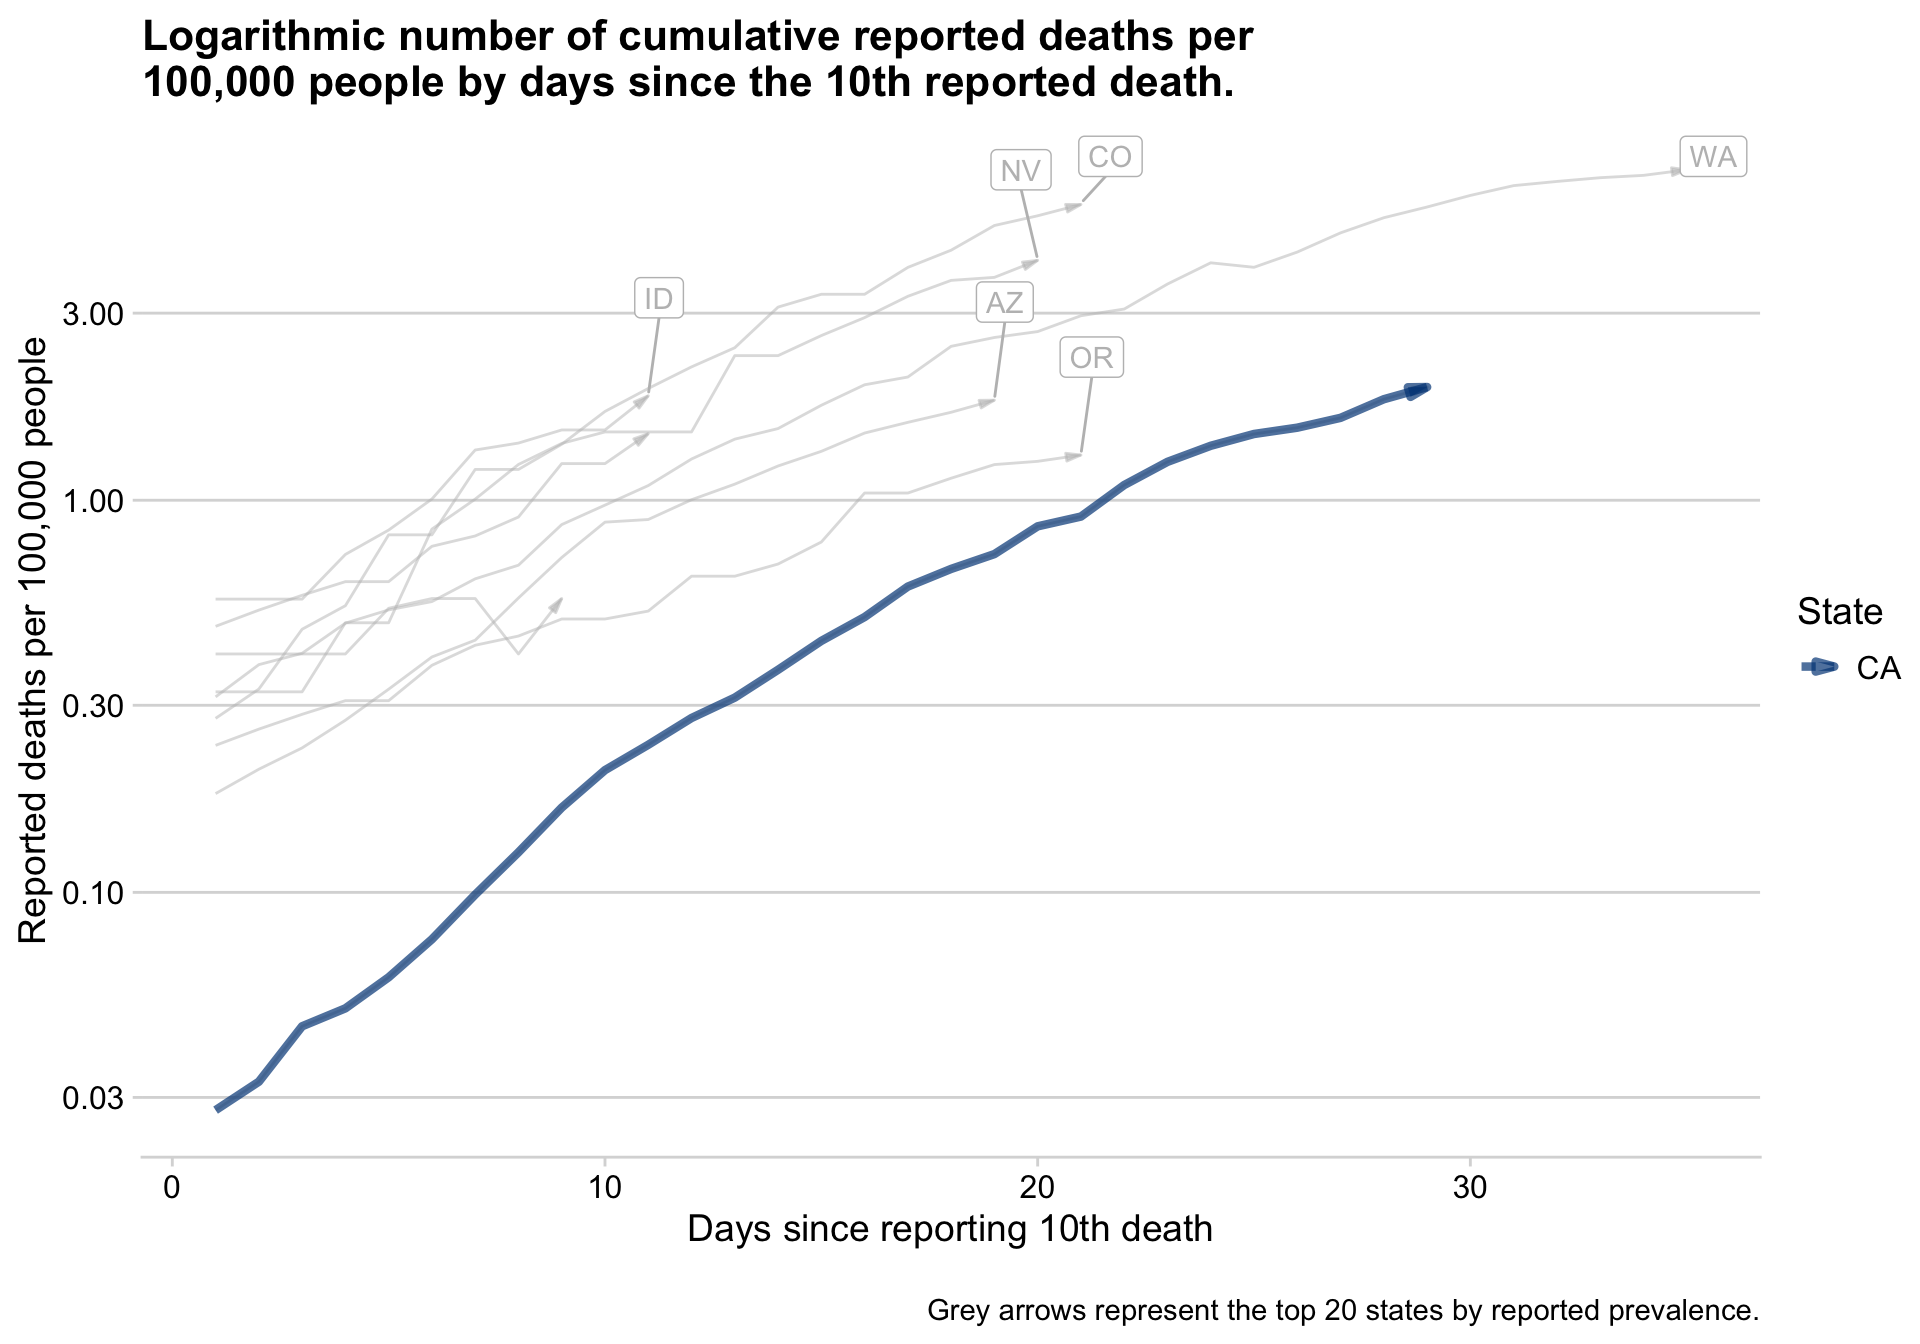 Logarithmic number of cumulative reported deaths per
100,000 people by days since the 10th reported death.
NV
CO
WA
ID
AZ
OR
3.00
1.00
0.30
0.10
0.03
Reported deaths per 100,000 people
State
CA
0
10
20
30
Days since reporting 10th death
Grey arrows represent the top 20 states by reported prevalence.